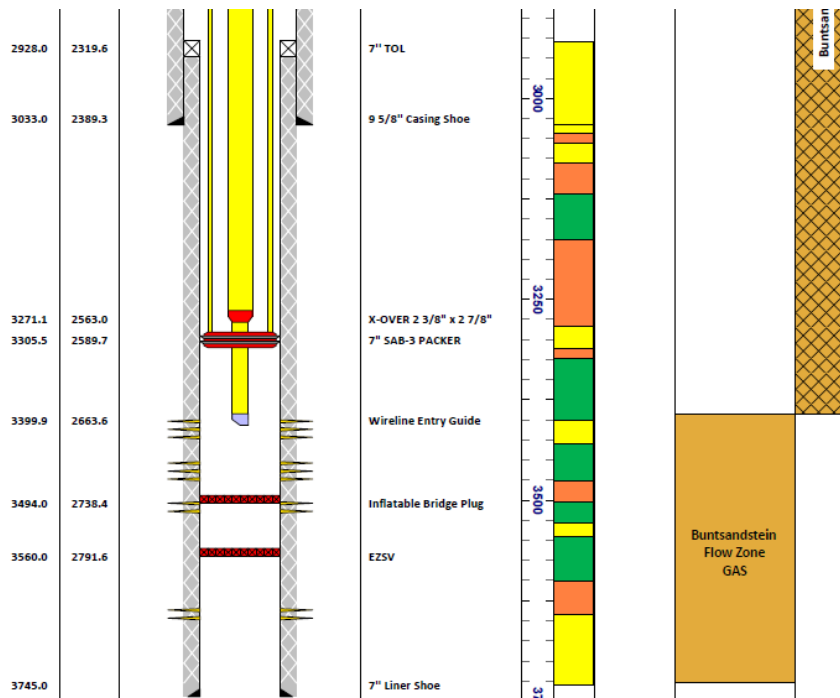 2928.0 2319.6 7" TOL
3033.0 2389.3 9 5/8" Casing Shoe
3271.1 2563.0 X-OVER 2 3/8" x 2 7/8"
3305.5 2589.7 7" SAB-3 PACKER
3399.9 2663.6 Wireline Entry Guide
3494.0 2738.4 Inflatable Bridge Plug
3560.0 2791.6 EZSV
3745.0 7" Liner Shoe
3000
3250
3500
Buntsandstein
Flow Zone
GAS